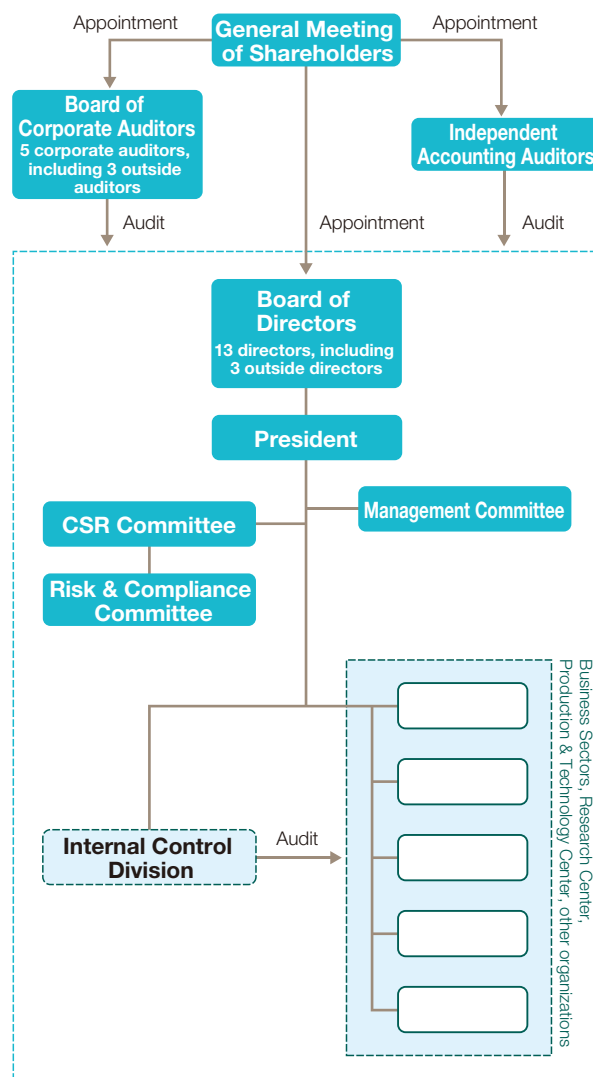 Appointment
General Meeting
of Shareholders
Appointment
Board of
Corporate Auditors
5 corporate auditors,
including 3 outside
auditors
Independent
Accounting Auditors
Audit
Appointment
Audit
Board of
Directors
13 directors, including
3 outside directors
President
Management Committee
CSR Committee
Risk & Compliance
Committee
Business Sectors, Research Center,
Production & Technology Center, other organizations
Internal Control
Division
Audit